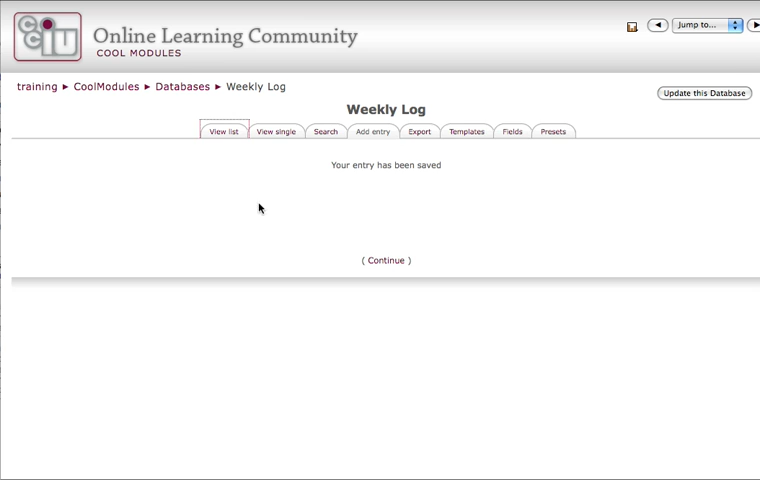 Online Learning Community
COOL MODULES
Jump to...
training ► CoolModules ► Databases ► Weekly Log
Update this Database
Weekly Log
View list
View single
Search
Add entry
Export
Templates
Fields
Presets
Your entry has been saved
( Continue )